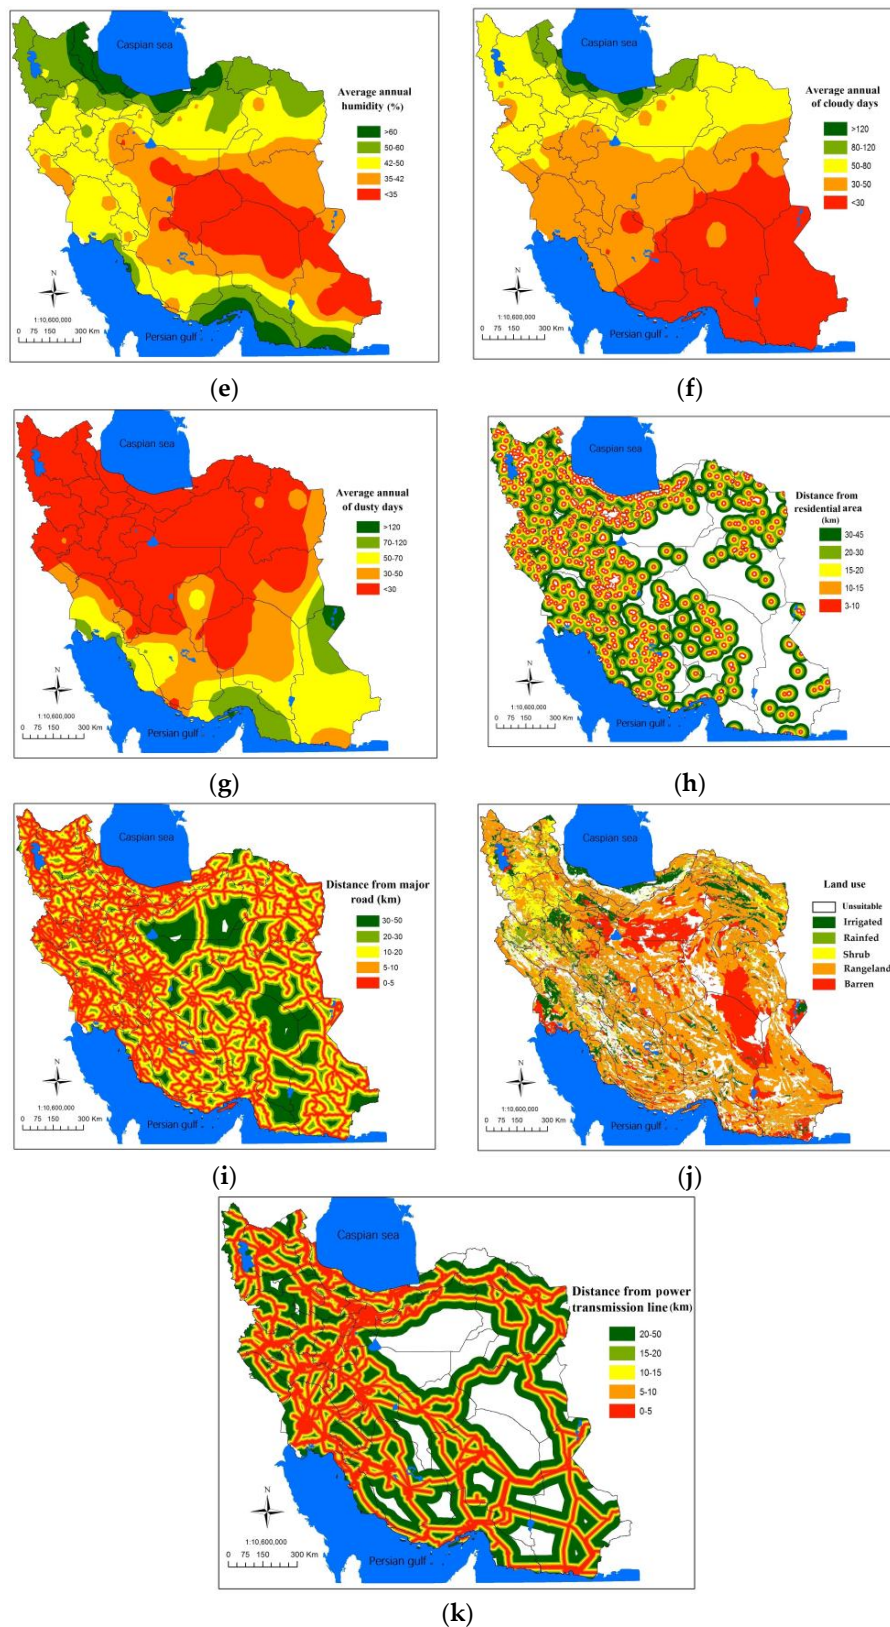 Caspian sea
Average annual
humidity (%)
>60
50-60
42-50
35-42
<35
N
1:10,600,000
0 75 150 300 Km
Persian gulf
(e)
Caspian sea
Average annual
of cloudy days
>120
80-120
50-80
30-50
<30
N
1:10,600,000
0 75 150 300 Km
Persian gulf
(f)
Caspian sea
Average annual
of dusty days
>120
70-120
50-70
30-50
<30
N
1:10,600,000
0 75 150 300 Km
Persian gulf
(g)
Caspian sea
Distance from
residential area
(km)
30-45
20-30
15-20
10-15
3-10
N
1:10,600,000
0 75 150 300 Km
Persian gulf
(h)
Caspian sea
Distance from major
road (km)
30-50
20-30
10-20
5-10
0-5
N
1:10,600,000
0 75 150 300 Km
Persian gulf
(i)
Caspian sea
Land use
Unsuitable
Irrigated
Rainfed
Shrub
Rangeland
Barren
N
1:10,600,000
0 75 150 300 Km
Persian gulf
(j)
Caspian sea
Distance from power
transmission line (km)
20-50
15-20
10-15
5-10
0-5
N
1:10,600,000
0 75 150 300 Km
Persian gulf
(k)